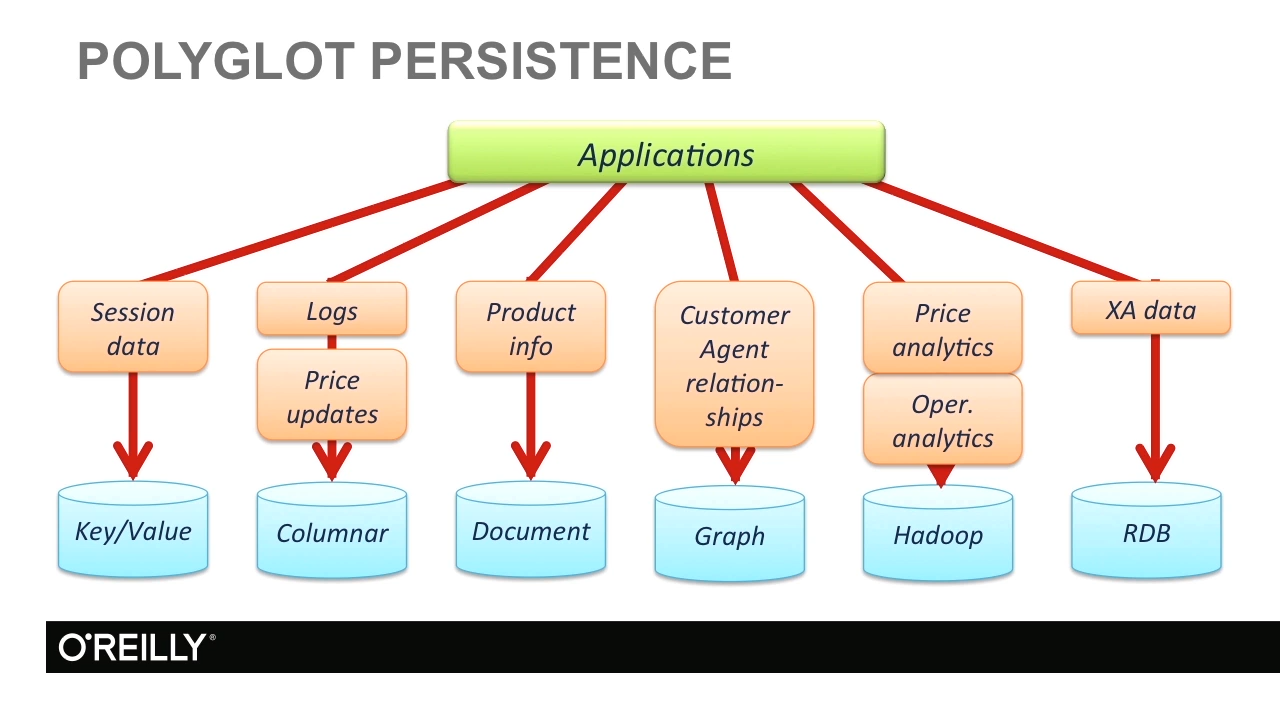 POLYGLOT PERSISTENCE
Applications
Session
data
Logs
Price
updates
Product
info
Customer
Agent
relation-
ships
Price
analytics
Oper.
analytics
XA data
Key/Value
Columnar
Document
Graph
Hadoop
RDB
O'REILLY®